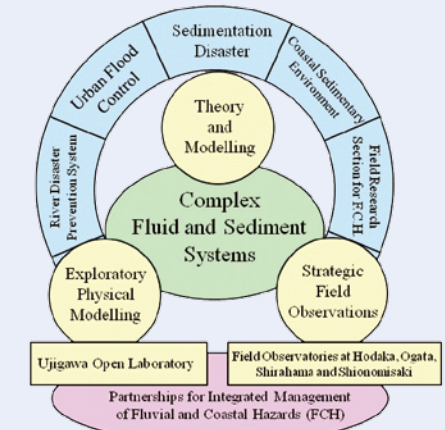 Sedimentation
Disaster
Urban Flood
Control
Coastal Sedimentary
Environment
River Disaster
Prevention System
Field Research
Section for F.C.H.
Theory
and
Modelling
Complex
Fluid and Sediment
Systems
Exploratory
Physical
Modelling
Strategic
Field
Observations
Ujigawa Open Laboratory
Field Observatories at Hodaka, Ogata,
Shirahama and Shionomisaki
Partnerships for Integrated Management
of Fluvial and Coastal Hazards (FCH)